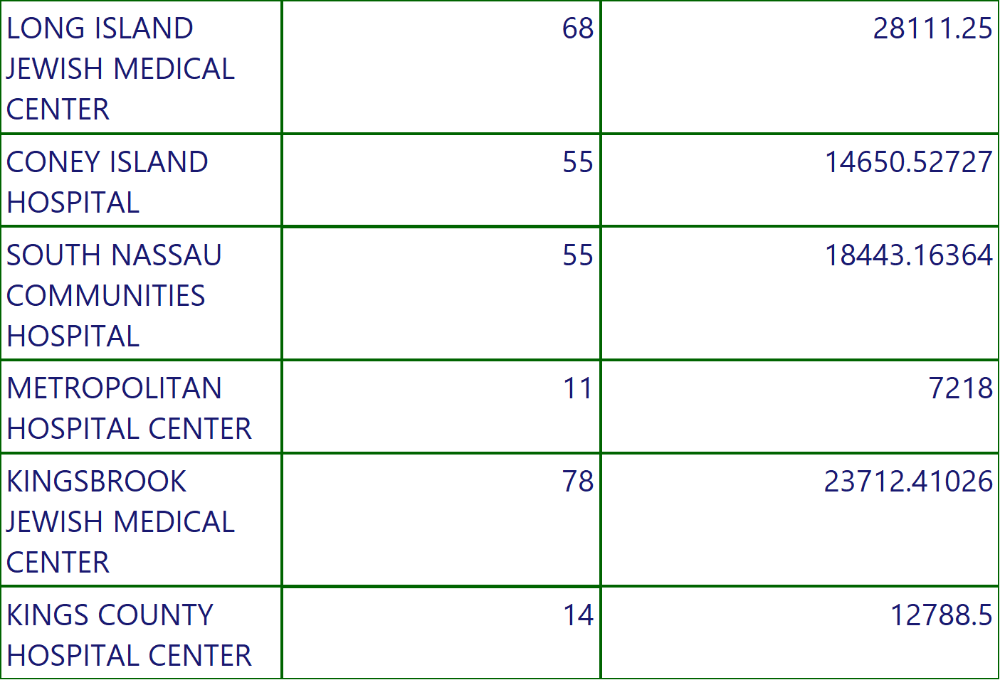 LONG ISLAND 68 28111.25
JEWISH MEDICAL
CENTER
CONEY ISLAND 55 14650.52727
HOSPITAL
SOUTH NASSAU 55 18443.16364
COMMUNITIES
HOSPITAL
METROPOLITAN 11 7218
HOSPITAL CENTER
KINGSBROOK 78 23712.41026
JEWISH MEDICAL
CENTER
KINGS COUNTY 14 12788.5
HOSPITAL CENTER